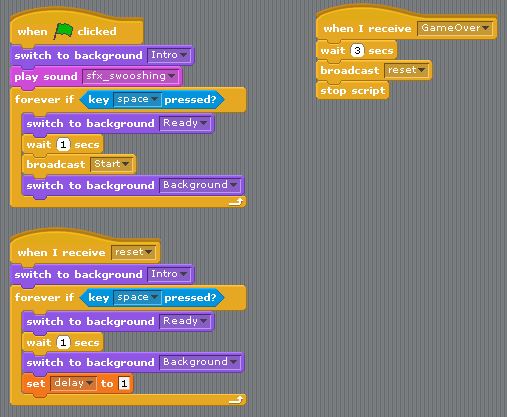 when clicked
switch to background Intro
play sound sfx_swooshing
forever if key space pressed?
switch to background Ready
wait 1 secs
broadcast Start
switch to background Background
when I receive reset
switch to background Intro
forever if key space pressed?
switch to background Ready
wait 1 secs
switch to background Background
set delay to 1
when I receive GameOver
wait 3 secs
broadcast reset
stop script